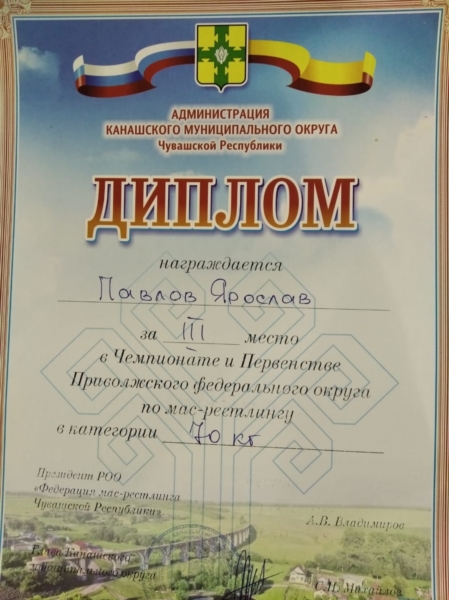 АДМИНИСТРАЦИЯ
КАНАШСКОГО МУНИЦИПАЛЬНОГО ОКРУГА
Чувашской Республики
ДИПЛОМ
награждается
Павлов Ярослав
за III место
в Чемпионате и Первенстве
Приволжского федерального округа
по мас-рестлингу
в категории 70 кг
Президент РОО
«Федерация мас-рестлинга
Чувашской Республики»
А.В. Владимиров
Глава Канашского
муниципального округа
С.Н. Михайлов